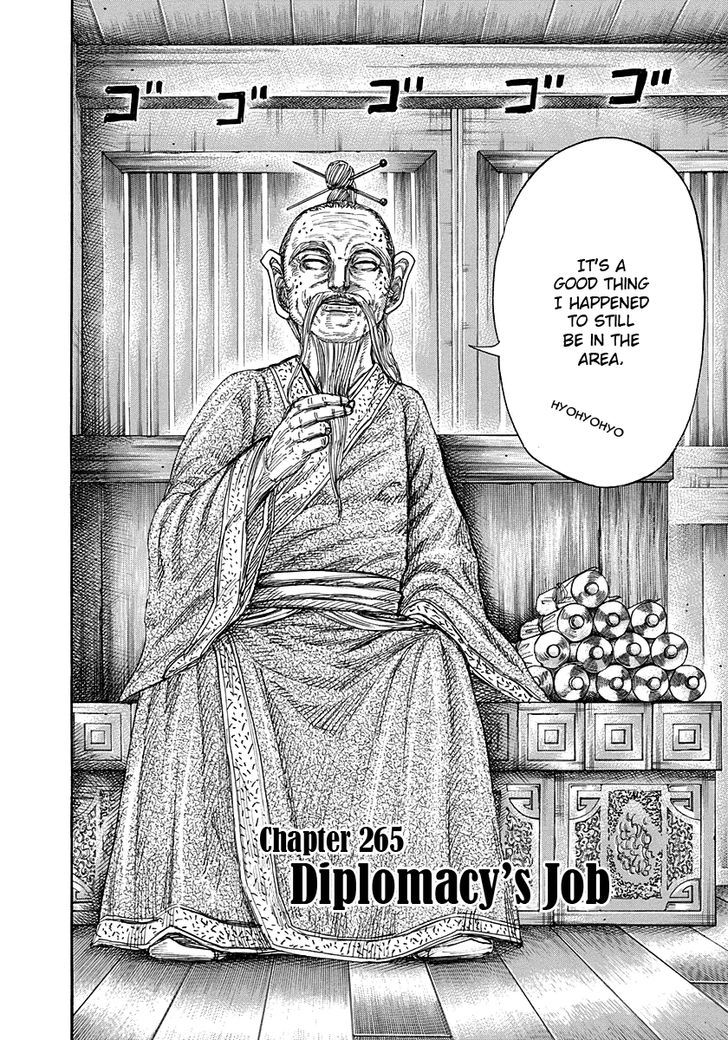 ゴゴゴゴゴ
IT'S A
GOOD THING
I HAPPENED
TO STILL
BE IN THE
AREA.
HYOHYOHYO
Chapter 265
Diplomacy's Job